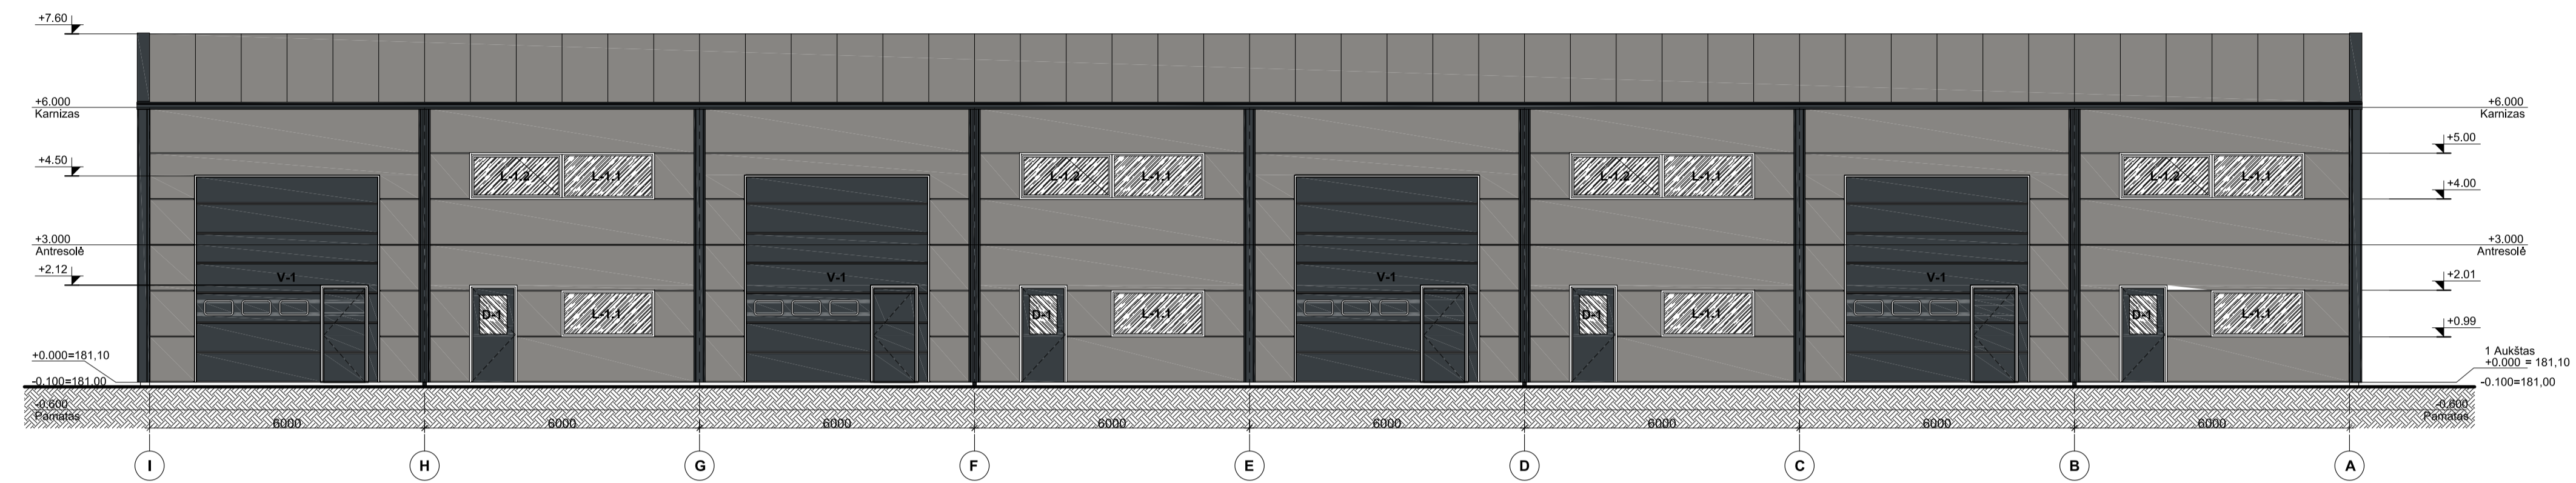 +7.60
+6.000
Karnizas
+6.000
Karnizas
+5.00
+4.50
L-1.2
L-1.1
L-1.2
L-1.1
L-1.2
L-1.1
L-1.2
L-1.1
+4.00
+3.000
Antresolė
+3.000
Antresolė
+2.12
V-1
V-1
V-1
V-1
+2.01
D-1
L-1.1
D-1
L-1.1
D-1
L-1.1
D-1
L-1.1
+0.99
+0.000=181,10
1 Aukštas
+0.000 = 181,10
-0.100=181,00
-0.100=181,00
-0.600
Pamatas
-0.600
Pamatas
6000
6000
6000
6000
6000
6000
6000
6000
I
H
G
F
E
D
C
B
A